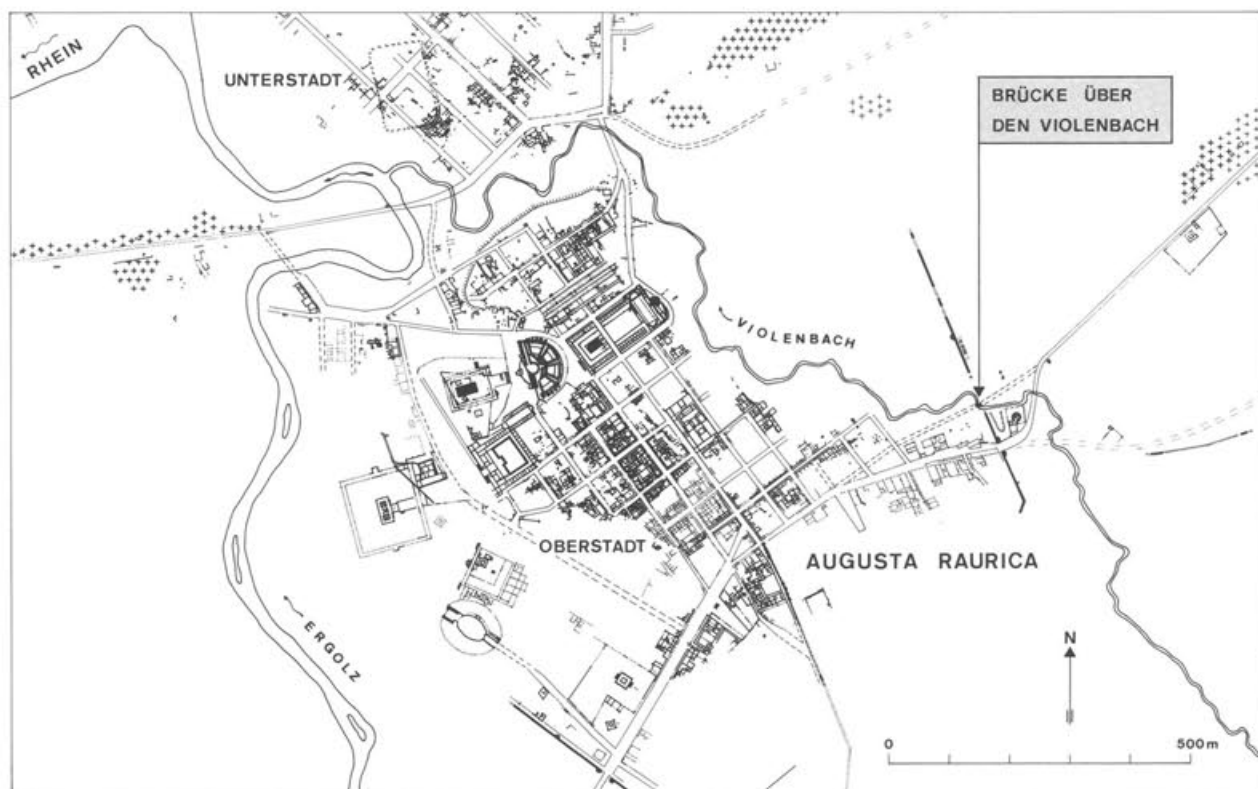 RHEIN
UNTERSTADT
BRÜCKE ÜBER
DEN VIOLENBACH
VIOLENBACH
OBERSTADT
AUGUSTA RAURICA
ERGOLZ
N
0 500 m